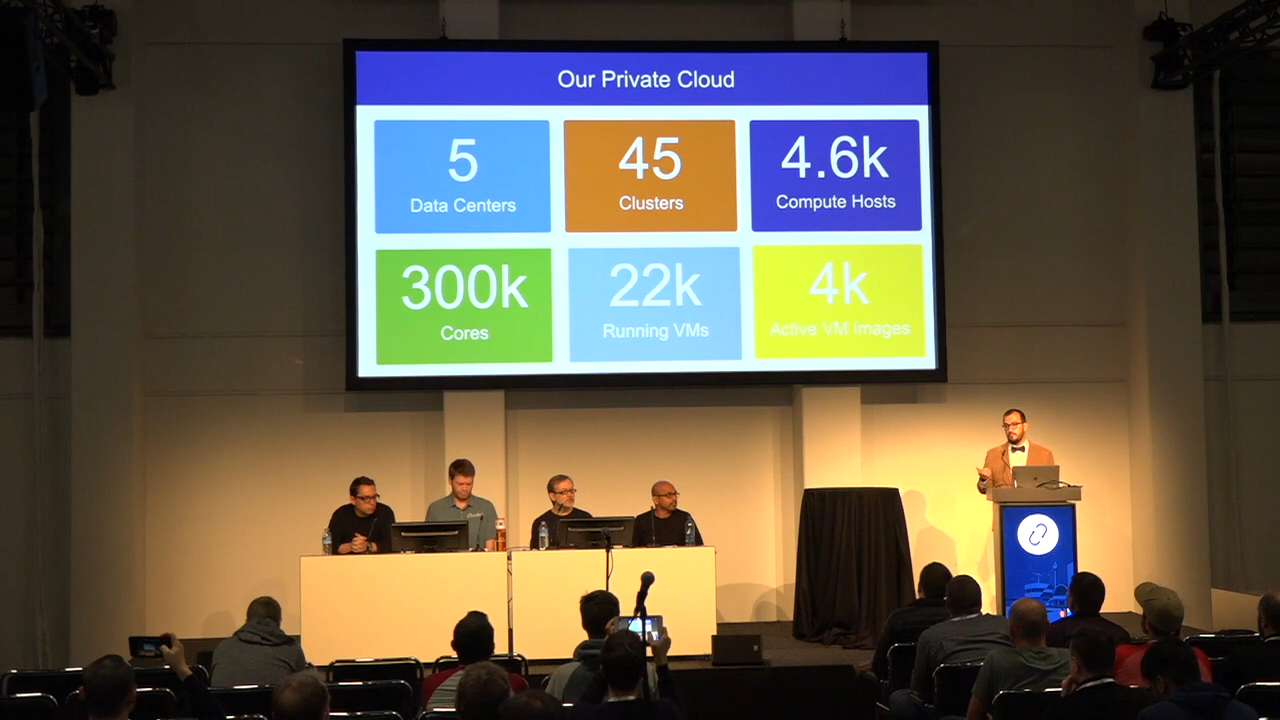 Our Private Cloud
5
Data Centers
45
Clusters
4.6k
Compute Hosts
300k
Cores
22k
Running VMs
4k
Active VM Images